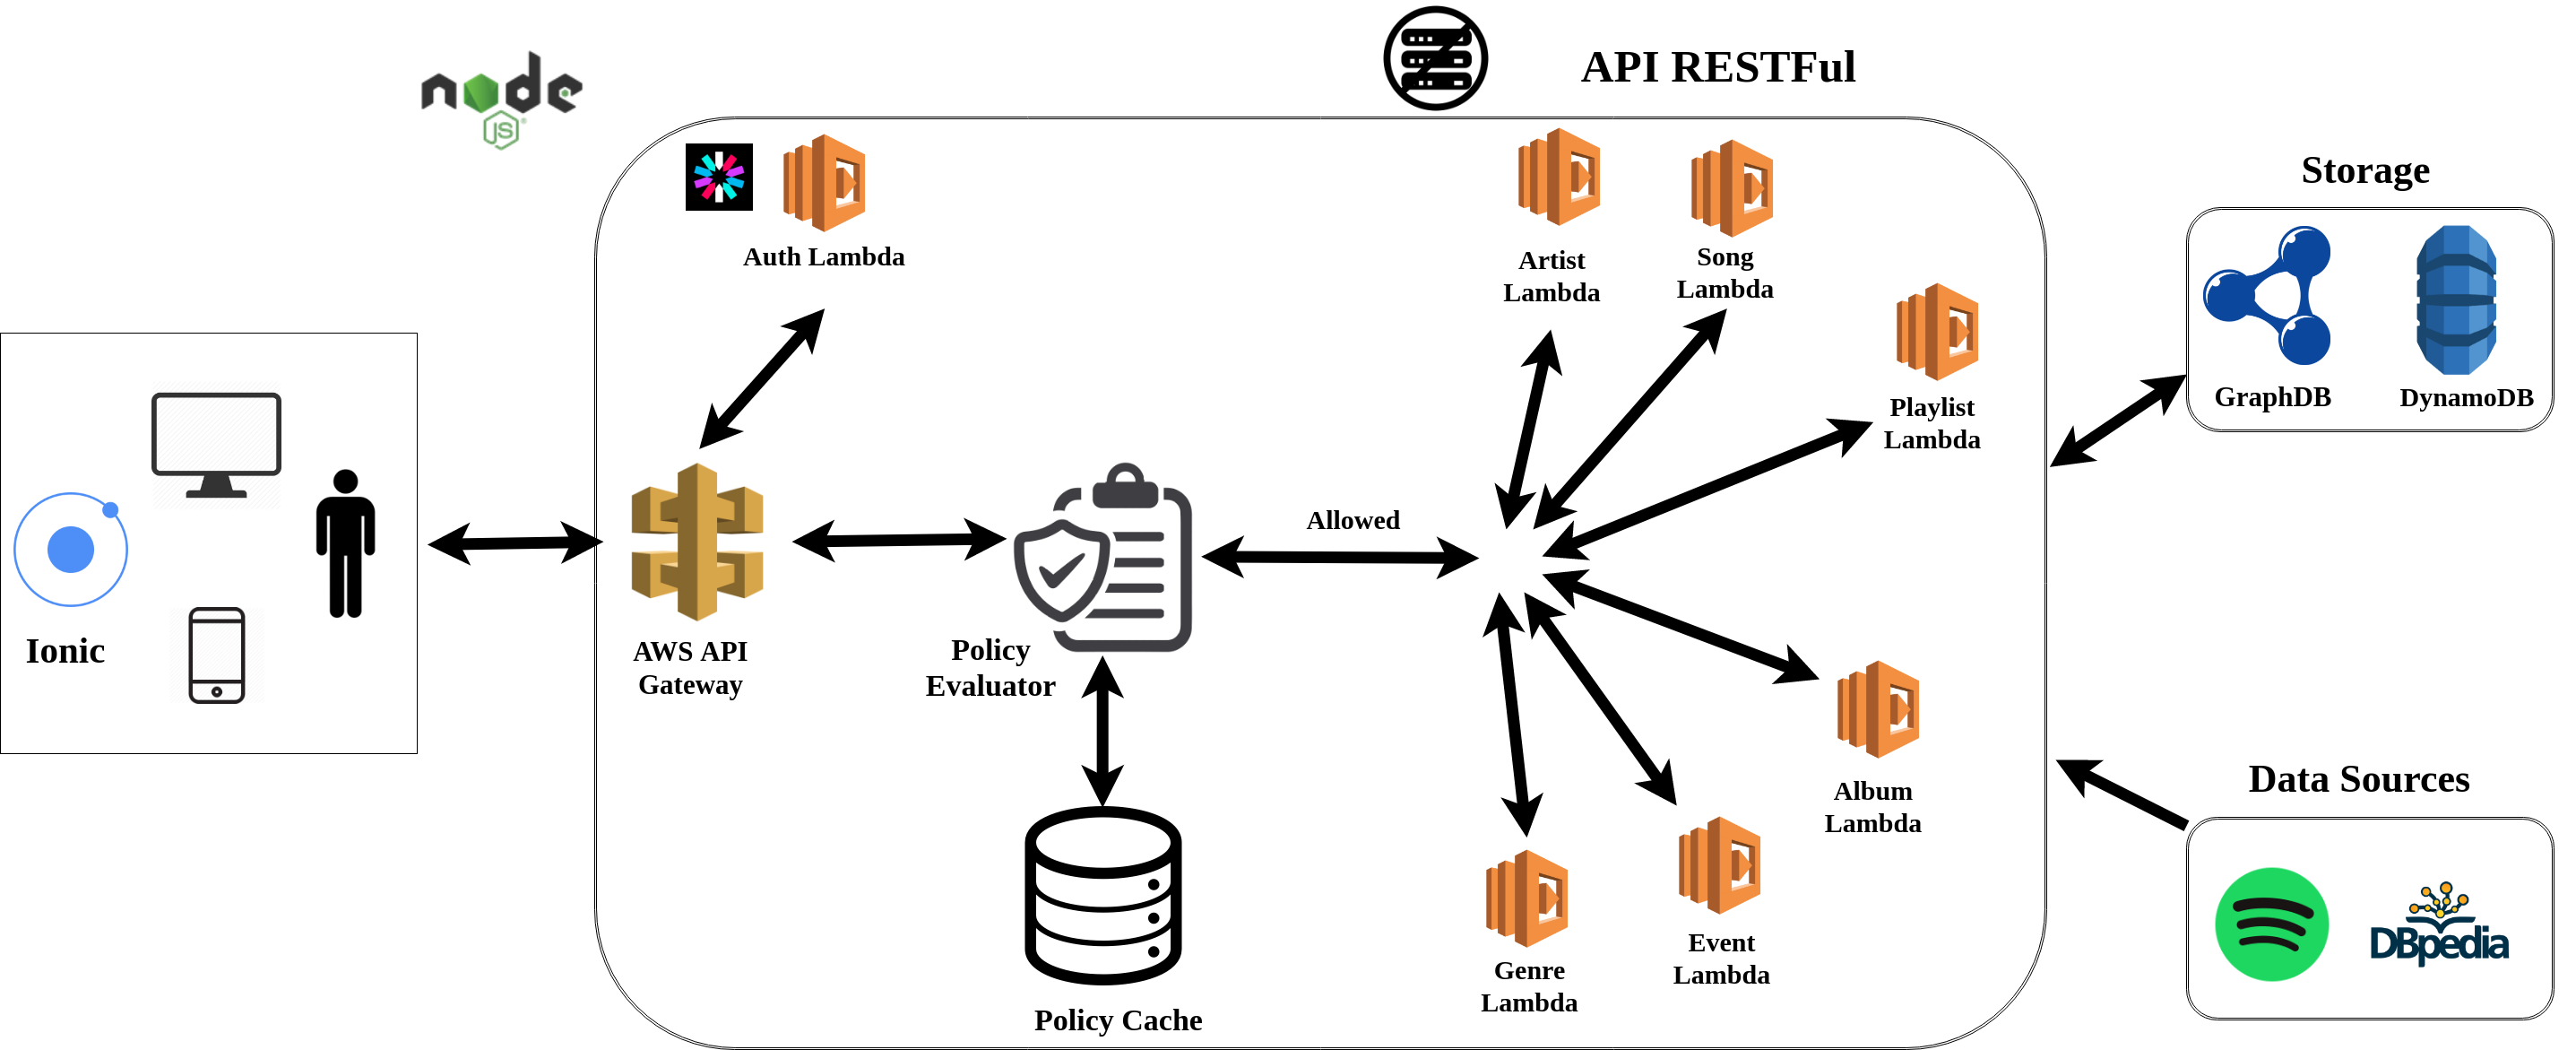 node
JS
API RESTFul
Storage
GraphDB
DynamoDB
Auth Lambda
Artist
Lambda
Song
Lambda
Playlist
Lambda
Allowed
Ionic
AWS API
Gateway
Policy
Evaluator
Album
Lambda
Event
Lambda
Genre
Lambda
Policy Cache
Data Sources
DBpedia